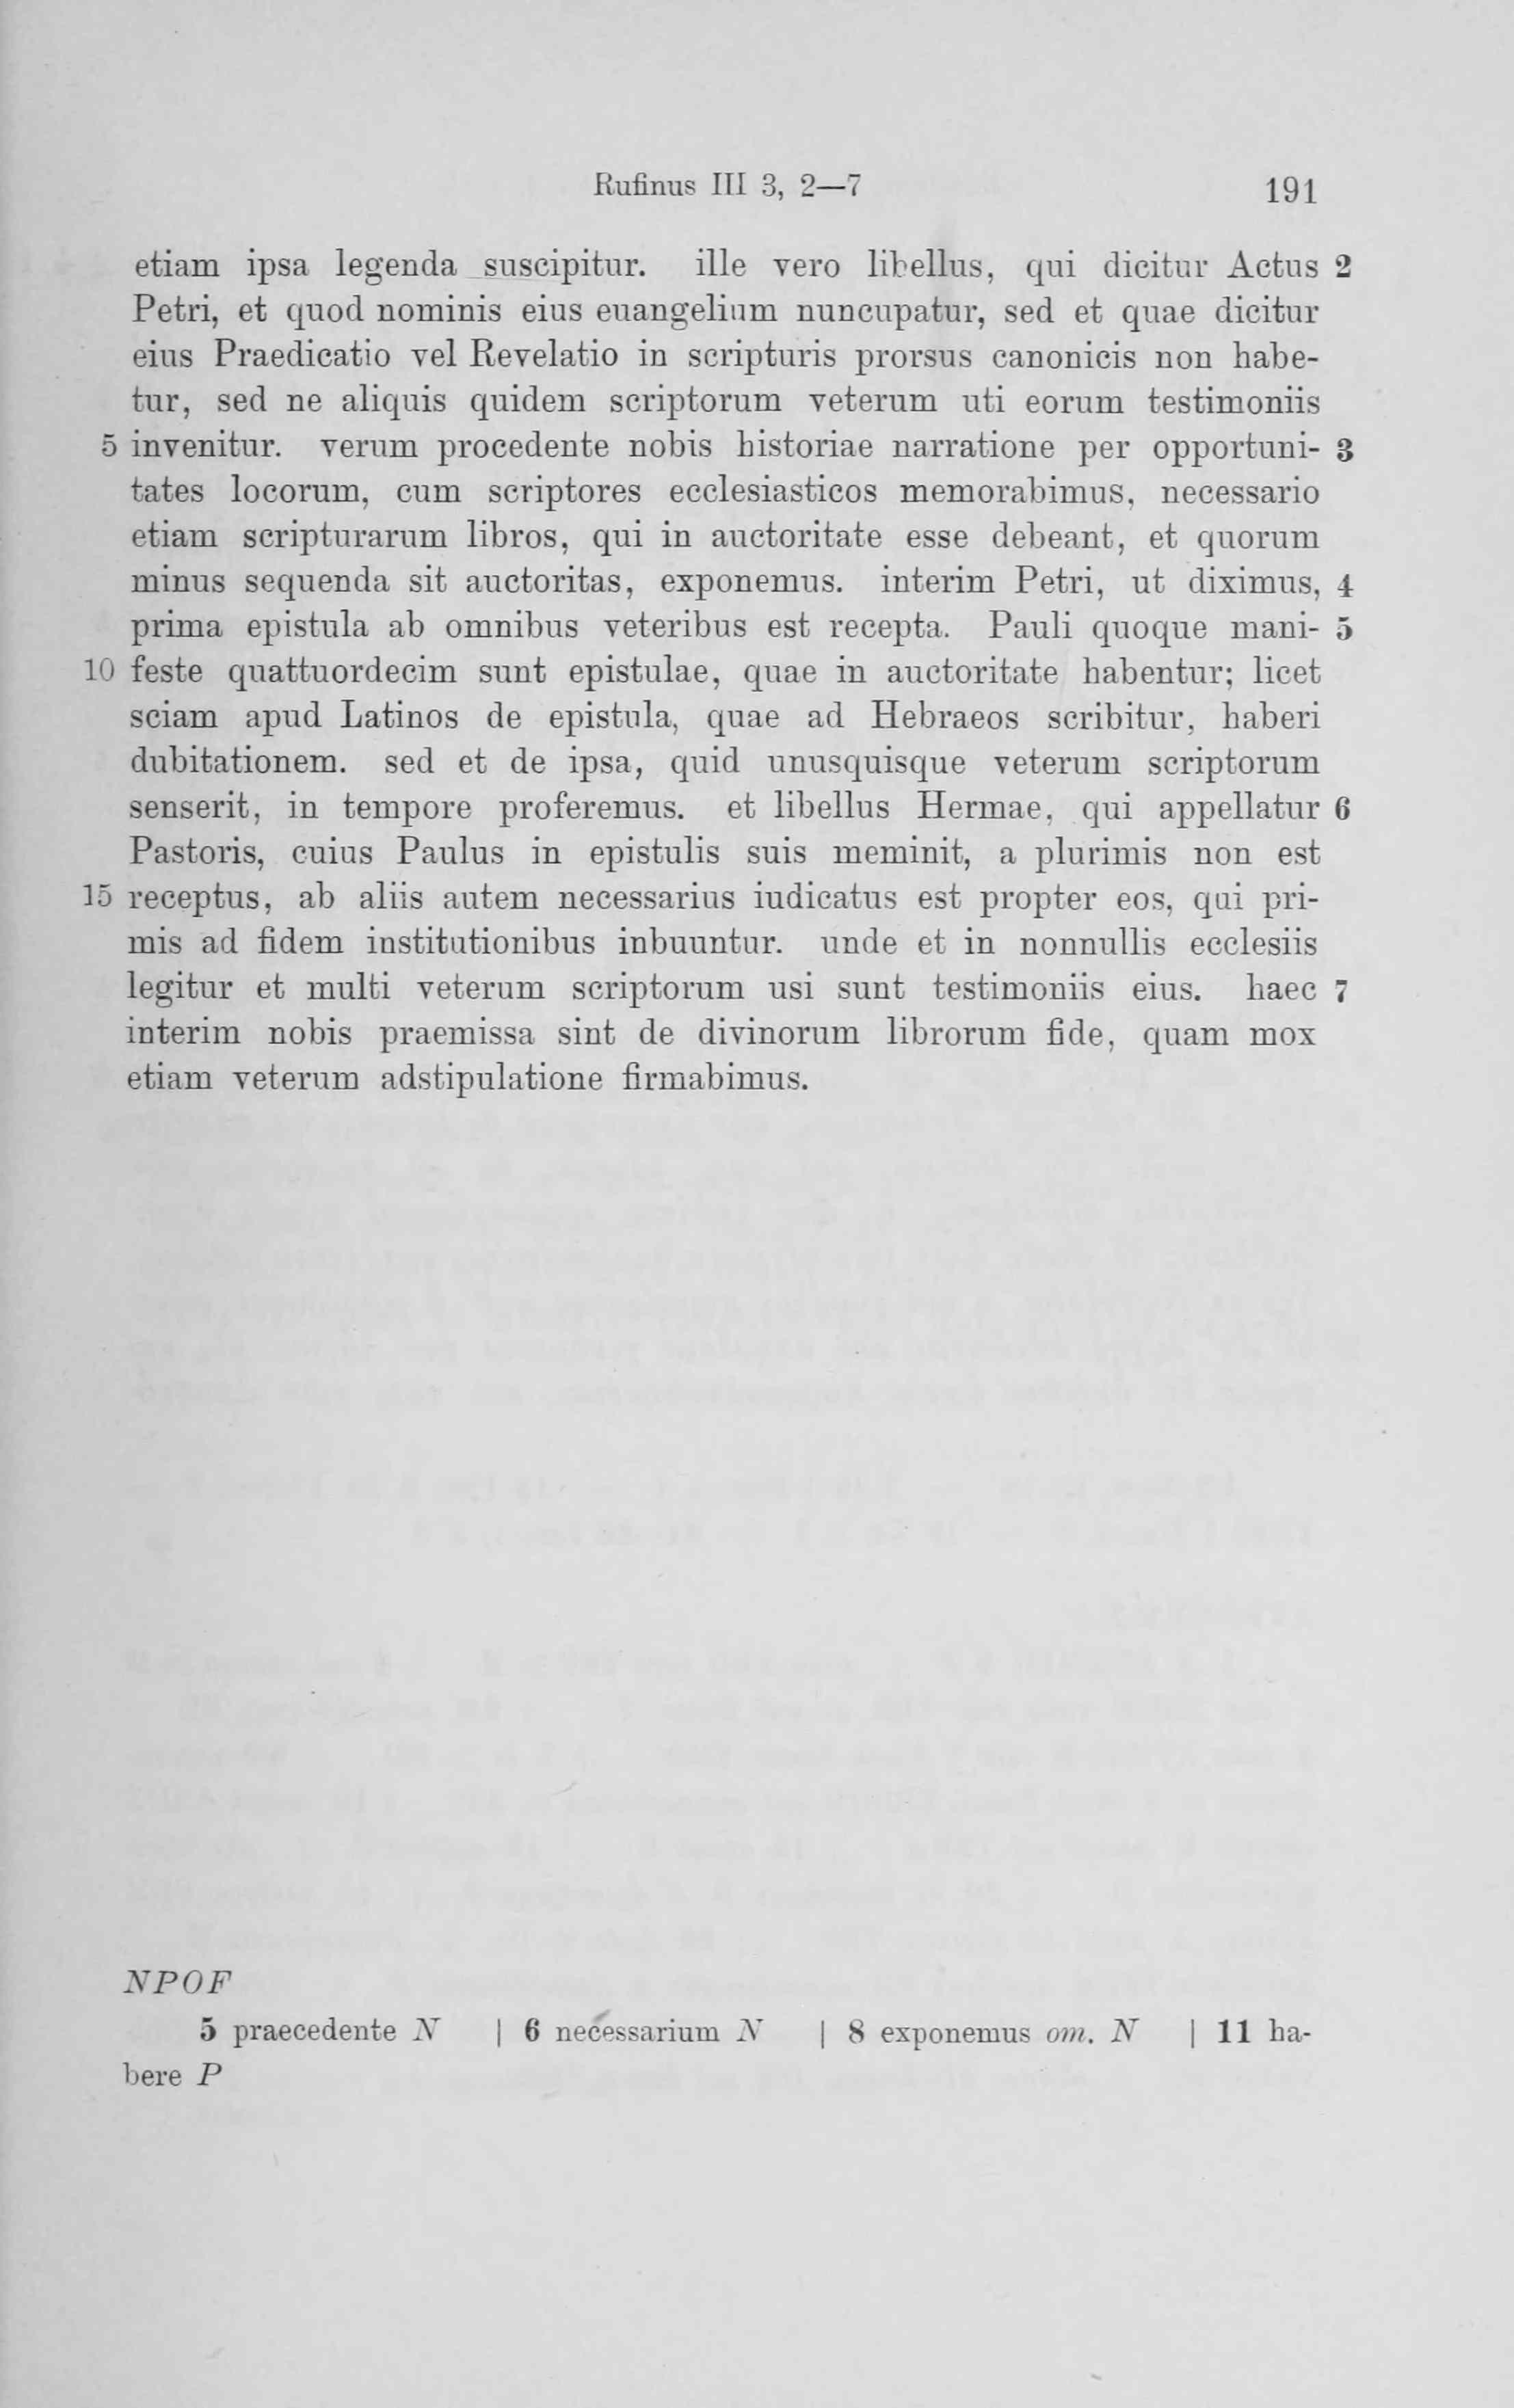 Rufinus III 3, 2—7 191
etiam ipsa legenda suscipitur. ille vero libellus, qui dicitur Actus 2
Petri, et quod nominis eius euangelium nuncupatur, sed et quae dicitur
eius Praedicatio vel Revelatio in scripturis prorsus canonicis non habe-
tur, sed ne aliquis quidem scriptorum veterum uti eorum testimoniis
5 invenitur. verum procedente nobis historiae narratione per opportuni- 3
tates locorum, cum scriptores ecclesiasticos memorabimus, necessario
etiam scripturarum libros, qui in auctoritate esse debeant, et quorum
minus sequenda sit auctoritas, exponemus. interim Petri, ut diximus, 4
prima epistula ab omnibus veteribus est recepta. Pauli quoque mani- 5
10 feste quattuordecim sunt epistulae, quae in auctoritate habentur; licet
sciam apud Latinos de epistula, quae ad Hebraeos scribitur, haberi
dubitationem. sed et de ipsa, quid unusquisque veterum scriptorum
senserit, in tempore proferemus. et libellus Hermae, qui appellatur 6
Pastoris, cuius Paulus in epistulis suis meminit, a plurimis non est
15 receptus, ab aliis autem necessarius iudicatus est propter eos, qui pri-
mis ad fidem institutionibus inbuuntur. unde et in nonnullis ecclesiis
legitur et multi veterum scriptorum usi sunt testimoniis eius. haec 7
interim nobis praemissa sint de divinorum librorum fide, quam mox
etiam veterum adstipulatione firmabimus.
NPOF
5 praecedente N | 6 necessarium N | 8 exponemus om. N | 11 ha-
bere P